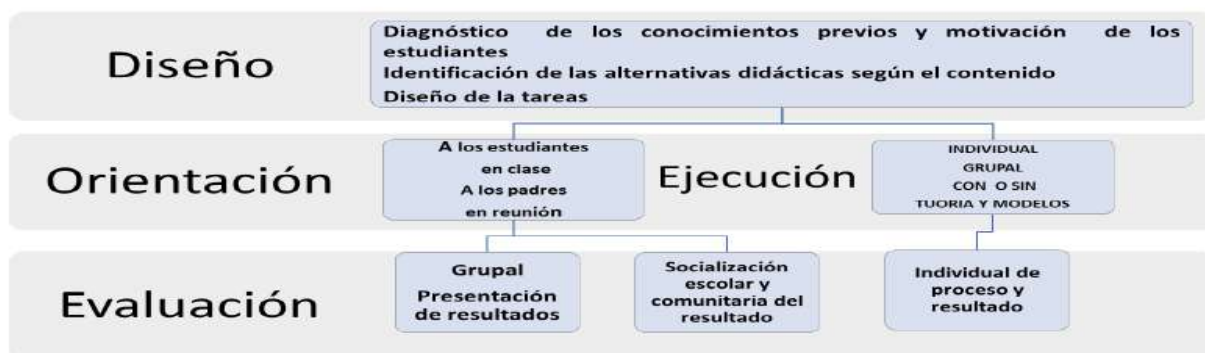 Diseño
Diagnóstico de los conocimientos previos y motivación de los
estudiantes
Identificación de las alternativas didácticas según el contenido
Diseño de la tareas
Orientación
A los estudiantes
en clase
A los padres
en reunión
Ejecución
INDIVIDUAL
GRUPAL
CON O SIN
TUORIA Y MODELOS
Evaluación
Grupal
Presentación
de resultados
Socialización
escolar y
comunitaria del
resultado
Individual de
proceso y
resultado